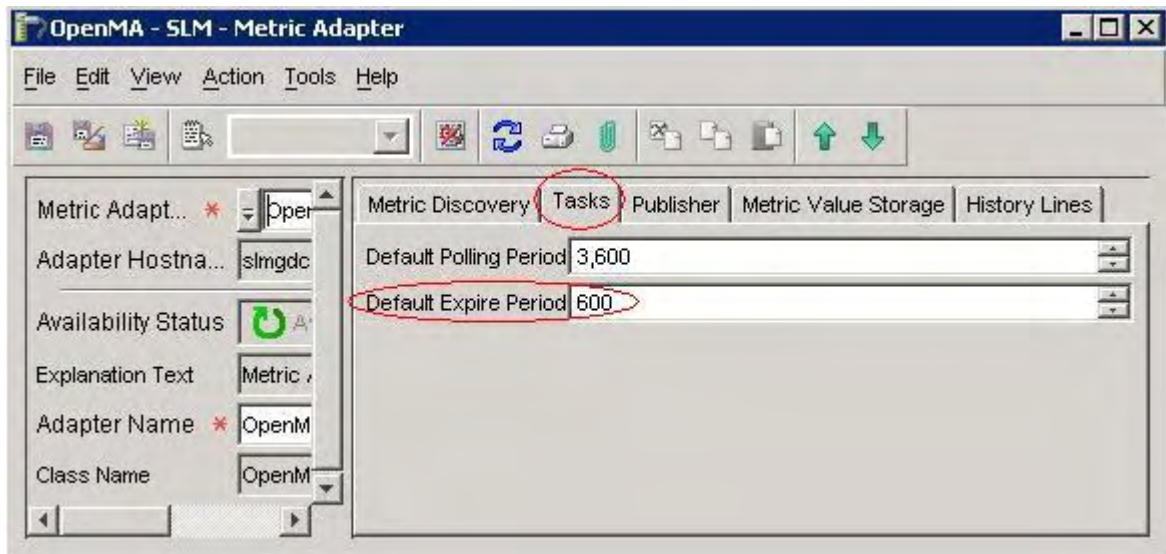 OpenMA - SLM - Metric Adapter
File Edit View Action Tools Help
Metric Adapt... * Open
Adapter Hostna... slmgdc
Availability Status A
Explanation Text Metric
Adapter Name * OpenM
Class Name OpenM
Metric Discovery Tasks Publisher Metric Value Storage History Lines
Default Polling Period 3,600
Default Expire Period 600